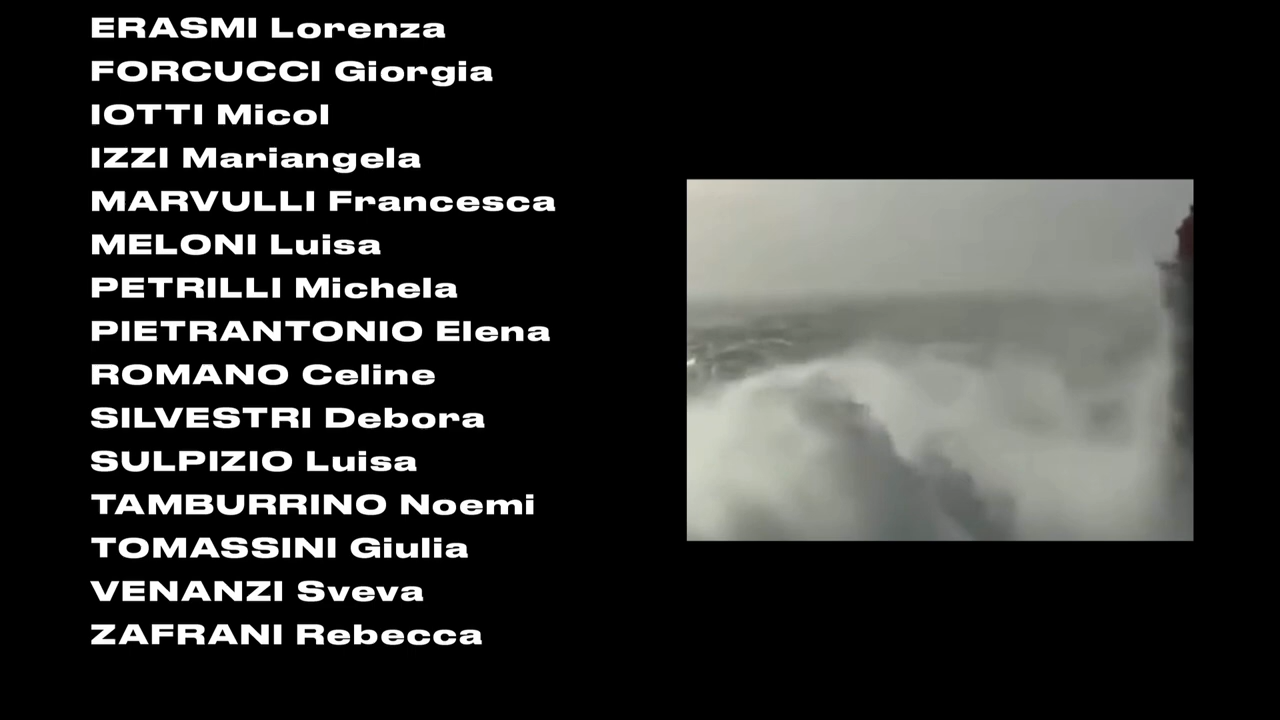 ERASMI Lorenza
FORCUCCI Giorgia
IOTTI Micol
IZZI Mariangela
MARVULLI Francesca
MELONI Luisa
PETRILLI Michela
PIETRANTONIO Elena
ROMANO Celine
SILVESTRI Debora
SULPIZIO Luisa
TAMBURRINO Noemi
TOMASSINI Giulia
VENANZI Sveva
ZAFRANI Rebecca